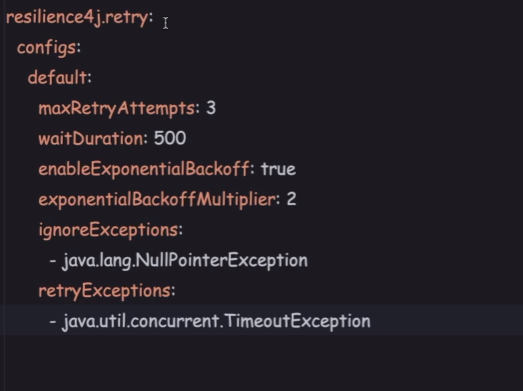 resilience4j.retry:
configs:
default:
maxRetryAttempts: 3
waitDuration: 500
enableExponentialBackoff: true
exponentialBackoffMultiplier: 2
ignoreExceptions:
- java.lang.NullPointerException
retryExceptions:
- java.util.concurrent.TimeoutException